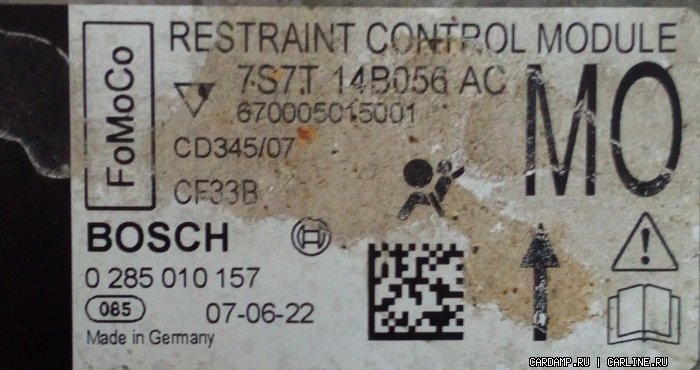 FoMoCo
RESTRAINT CONTROL MODULE
7S7T 14B056 AC
670005015001
CD345/07
CF33B
MO
BOSCH
0 285 010 157
085 07-06-22
Made in Germany
CARDAMP.RU | CARLINE.RU